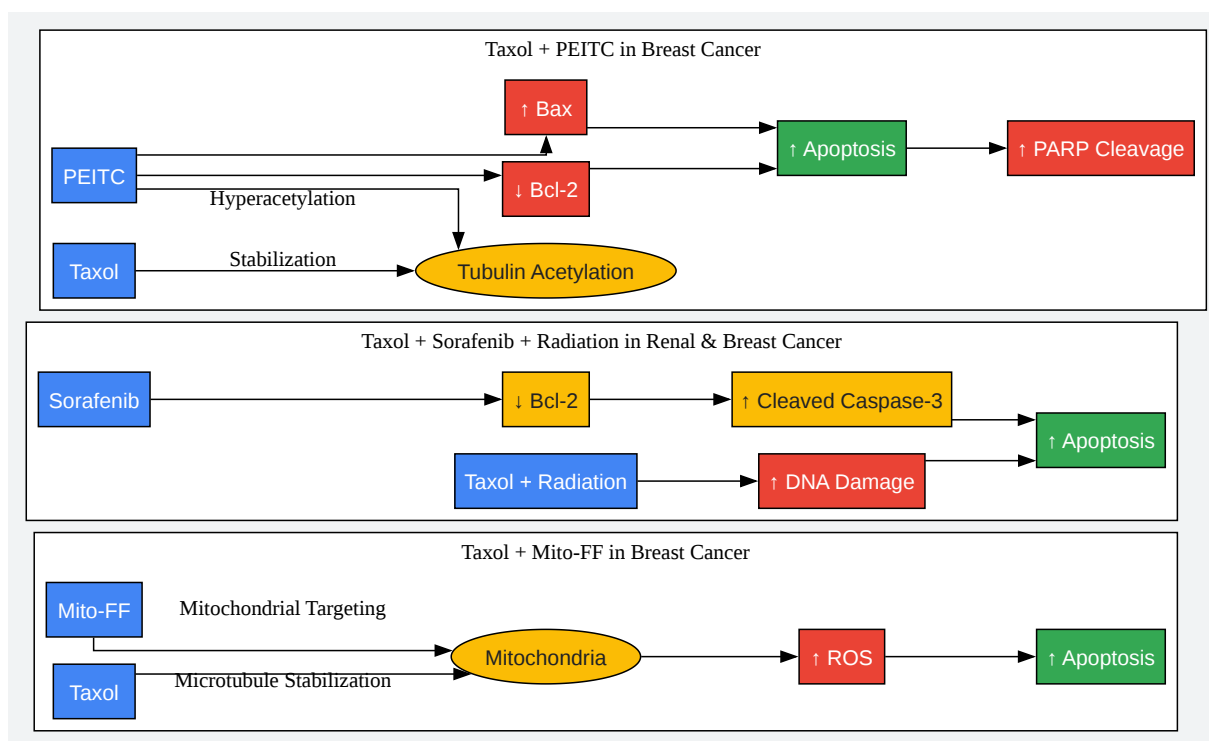 Taxol + PEITC in Breast Cancer
↑ Bax
↑ Apoptosis
↑ PARP Cleavage
PEITC
↓ Bcl-2
Hyperacetylation
Taxol
Stabilization
Tubulin Acetylation
Taxol + Sorafenib + Radiation in Renal & Breast Cancer
Sorafenib
↓ Bcl-2
↑ Cleaved Caspase-3
↑ Apoptosis
Taxol + Radiation
↑ DNA Damage
Taxol + Mito-FF in Breast Cancer
Mito-FF
Mitochondrial Targeting
Mitochondria
↑ ROS
↑ Apoptosis
Taxol
Microtubule Stabilization